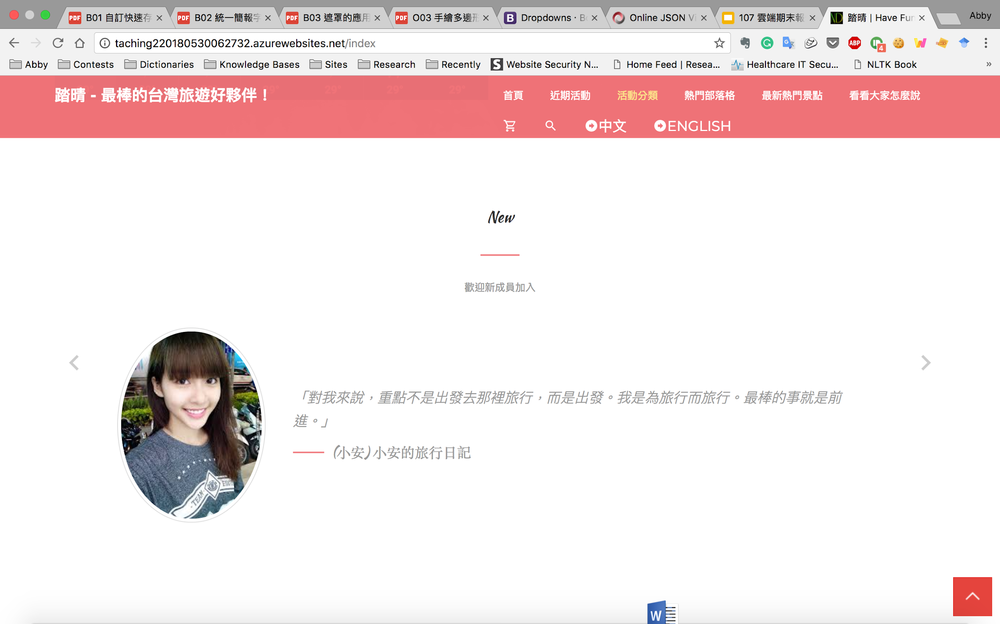 B01 自訂快速存
B02 統一簡報字
B03 遮罩的應用
O03 手繪多邊形
Dropdowns · Bo
Online JSON Vi
107 雲端期末報
踏晴 | Have Fun
Abby
taching220180530062732.azurewebsites.net/index
Abby
Contests
Dictionaries
Knowledge Bases
Sites
Research
Recently
Website Security N...
Home Feed | Resea...
Healthcare IT Secu...
NLTK Book
»
踏晴 - 最棒的台灣旅遊好夥伴！
29° 29° 29° 29°
首頁
近期活動
活動分類
熱門部落格
最新熱門景點
看看大家怎麼說
中文
ENGLISH
New
歡迎新成員加入
「對我來說，重點不是出發去那裡旅行，而是出發。我是為旅行而旅行。最棒的事就是前
進。」
(小安)小安的旅行日記
TEAM
W